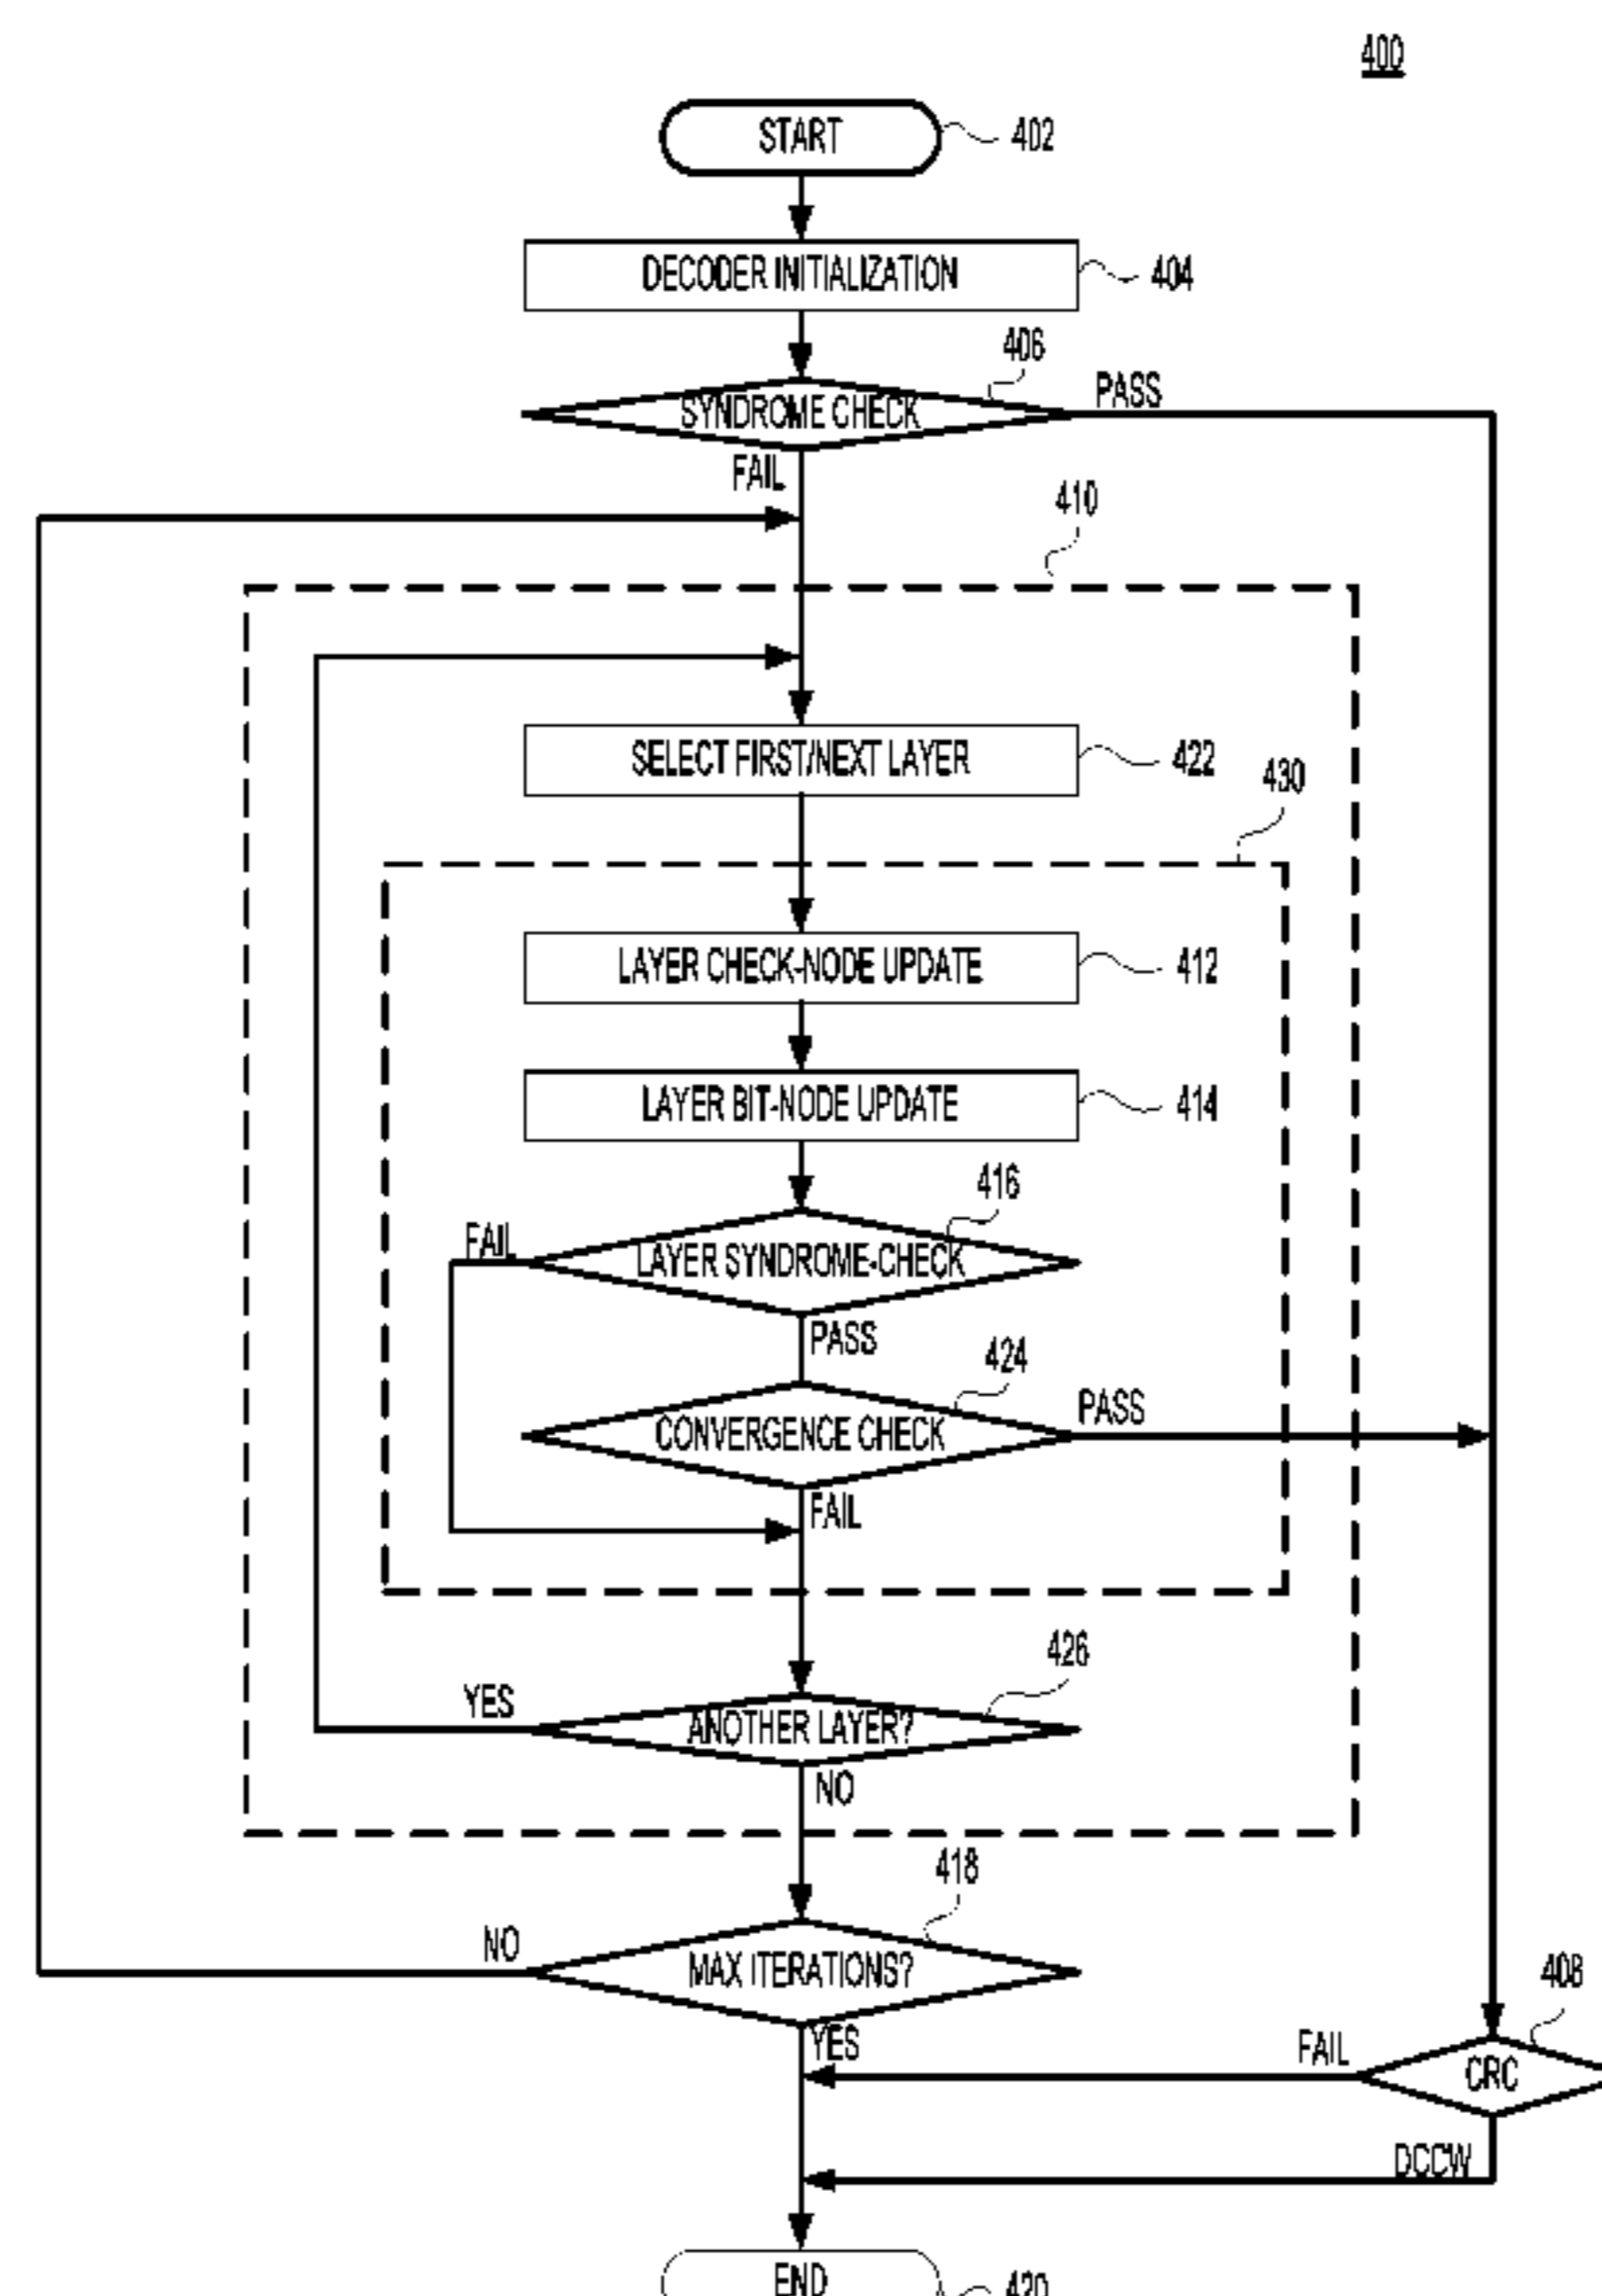 400
START
402
DECODER INITIALIZATION
404
406
SYNDROME CHECK
PASS
FAIL
410
SELECT FIRST/NEXT LAYER
422
430
LAYER CHECK-NODE UPDATE
412
LAYER BIT-NODE UPDATE
414
416
FAIL
LAYER SYNDROME-CHECK
PASS
424
CONVERGENCE CHECK
PASS
FAIL
426
YES
ANOTHER LAYER?
NO
418
NO
MAX ITERATIONS?
YES
408
FAIL
CRC
DCCW
END
420